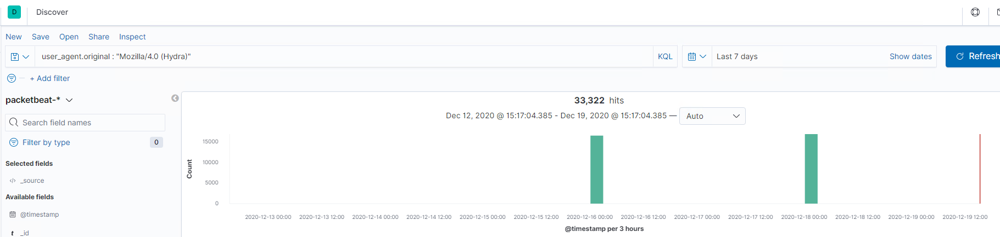 D Discover
New Save Open Share Inspect
user_agent.original : "Mozilla/4.0 (Hydra)" KQL Last 7 days Show dates Refresh
+ Add filter
packetbeat-*
33,322 hits
Dec 12, 2020 @ 15:17:04.385 - Dec 19, 2020 @ 15:17:04.385 — Auto
Search field names
Filter by type 0
Selected fields
</> _source
Available fields
@timestamp
t _id
Count
15000
10000
5000
0
2020-12-13 00:00 2020-12-13 12:00 2020-12-14 00:00 2020-12-14 12:00 2020-12-15 00:00 2020-12-15 12:00 2020-12-16 00:00 2020-12-16 12:00 2020-12-17 00:00 2020-12-17 12:00 2020-12-18 00:00 2020-12-18 12:00 2020-12-19 00:00 2020-12-19 12:00
@timestamp per 3 hours